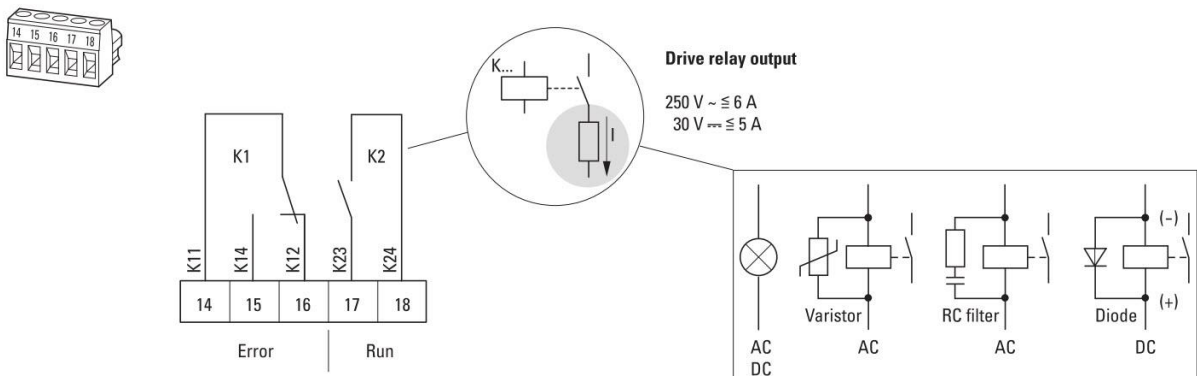 14 15 16 17 18
K...
Drive relay output
250 V ~ ≦ 6 A
30 V ⎓ ≦ 5 A
I
K1
K2
K11
K14
K12
K23
K24
14 15 16 17 18
Error
Run
(–)
(+)
Varistor
RC filter
Diode
AC
DC
AC
AC
DC